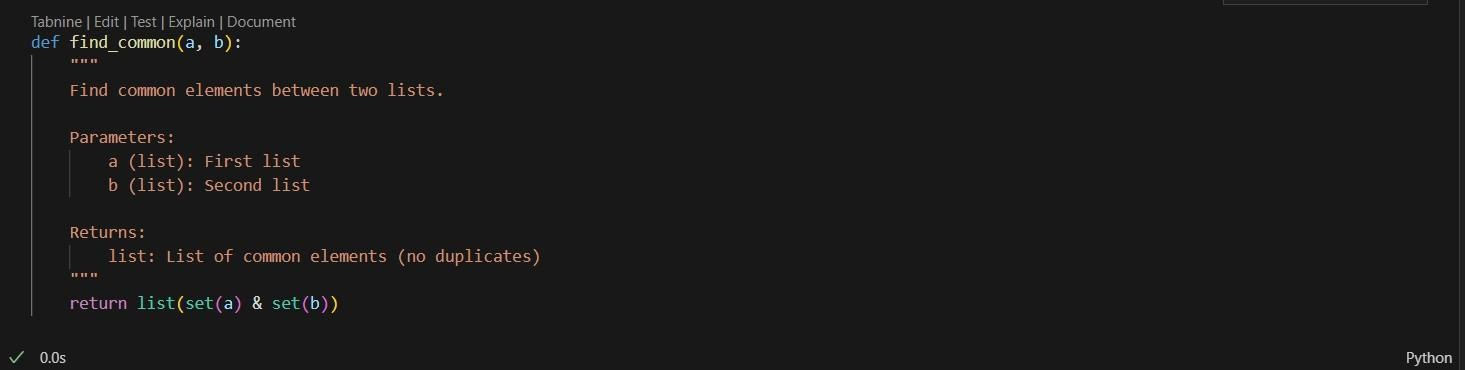 Tabnine | Edit | Test | Explain | Document
def find_common(a, b):
"""
Find common elements between two lists.
Parameters:
a (list): First list
b (list): Second list
Returns:
list: List of common elements (no duplicates)
"""
return list(set(a) & set(b))
0.0s
Python